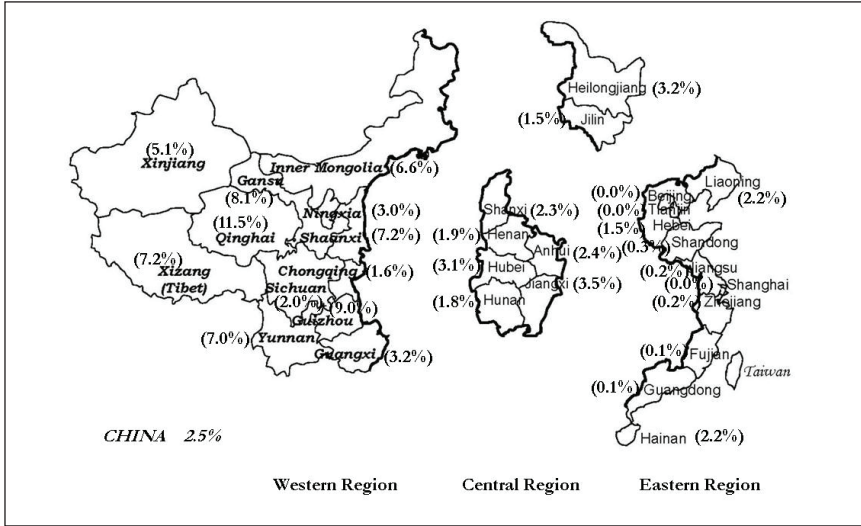 Heilongjiang (3.2%)
(1.5%) Jilin
(5.1%)
Xinjiang
Inner Mongolia (6.6%)
Gansu
(8.1%)
Ningxia (3.0%)
(11.5%)
Qinghai
Shaanxi (7.2%)
(7.2%)
Xizang
(Tibet)
Chongqing (1.6%)
Sichuan
(2.0%) (9.0%)
Guizhou
(7.0%) Yunnan
Guangxi (3.2%)
Shanxi (2.3%)
(1.9%) Henan
Anhui (2.4%)
(3.1%) Hubei
Jiangxi (3.5%)
(1.8%) Hunan
Liaoning
(2.2%)
(0.0%) Beijing
(0.0%) Tianjin
(1.5%) Hebei
(0.3%) Shandong
(0.2%) Jiangsu
(0.0%) Shanghai
(0.2%) Zhejiang
(0.1%) Fujian
Taiwan
(0.1%) Guangdong
Hainan (2.2%)
CHINA 2.5%
Western Region Central Region Eastern Region